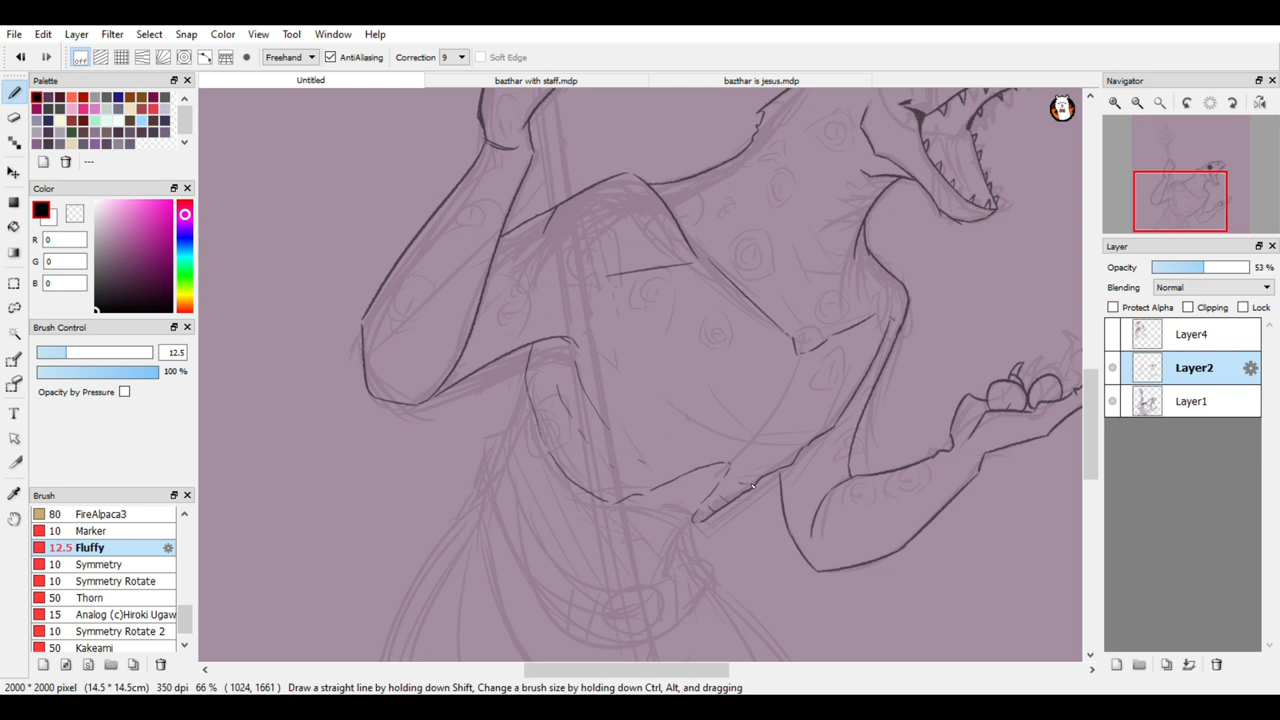 File Edit Layer Filter Select Snap Color View Tool Window Help
off Freehand AntiAliasing Correction 9 Soft Edge
Palette
Untitled
bazthar with staff.mdp
bazthar is jesus.mdp
Navigator
---
Color
R 0
G 0
B 0
Brush Control
12.5
100 %
Opacity by Pressure
Layer
Opacity 53 %
Blending Normal
Protect Alpha Clipping Lock
Layer4
Layer2
Layer1
Brush
80 FireAlpaca3
10 Marker
12.5 Fluffy
10 Symmetry
10 Symmetry Rotate
50 Thorn
15 Analog (c)Hiroki Ugaw
10 Symmetry Rotate 2
50 Kakeami
2000 * 2000 pixel (14.5 * 14.5cm) 350 dpi 66 % ( 1024, 1661 ) Draw a straight line by holding down Shift, Change a brush size by holding down Ctrl, Alt, and dragging